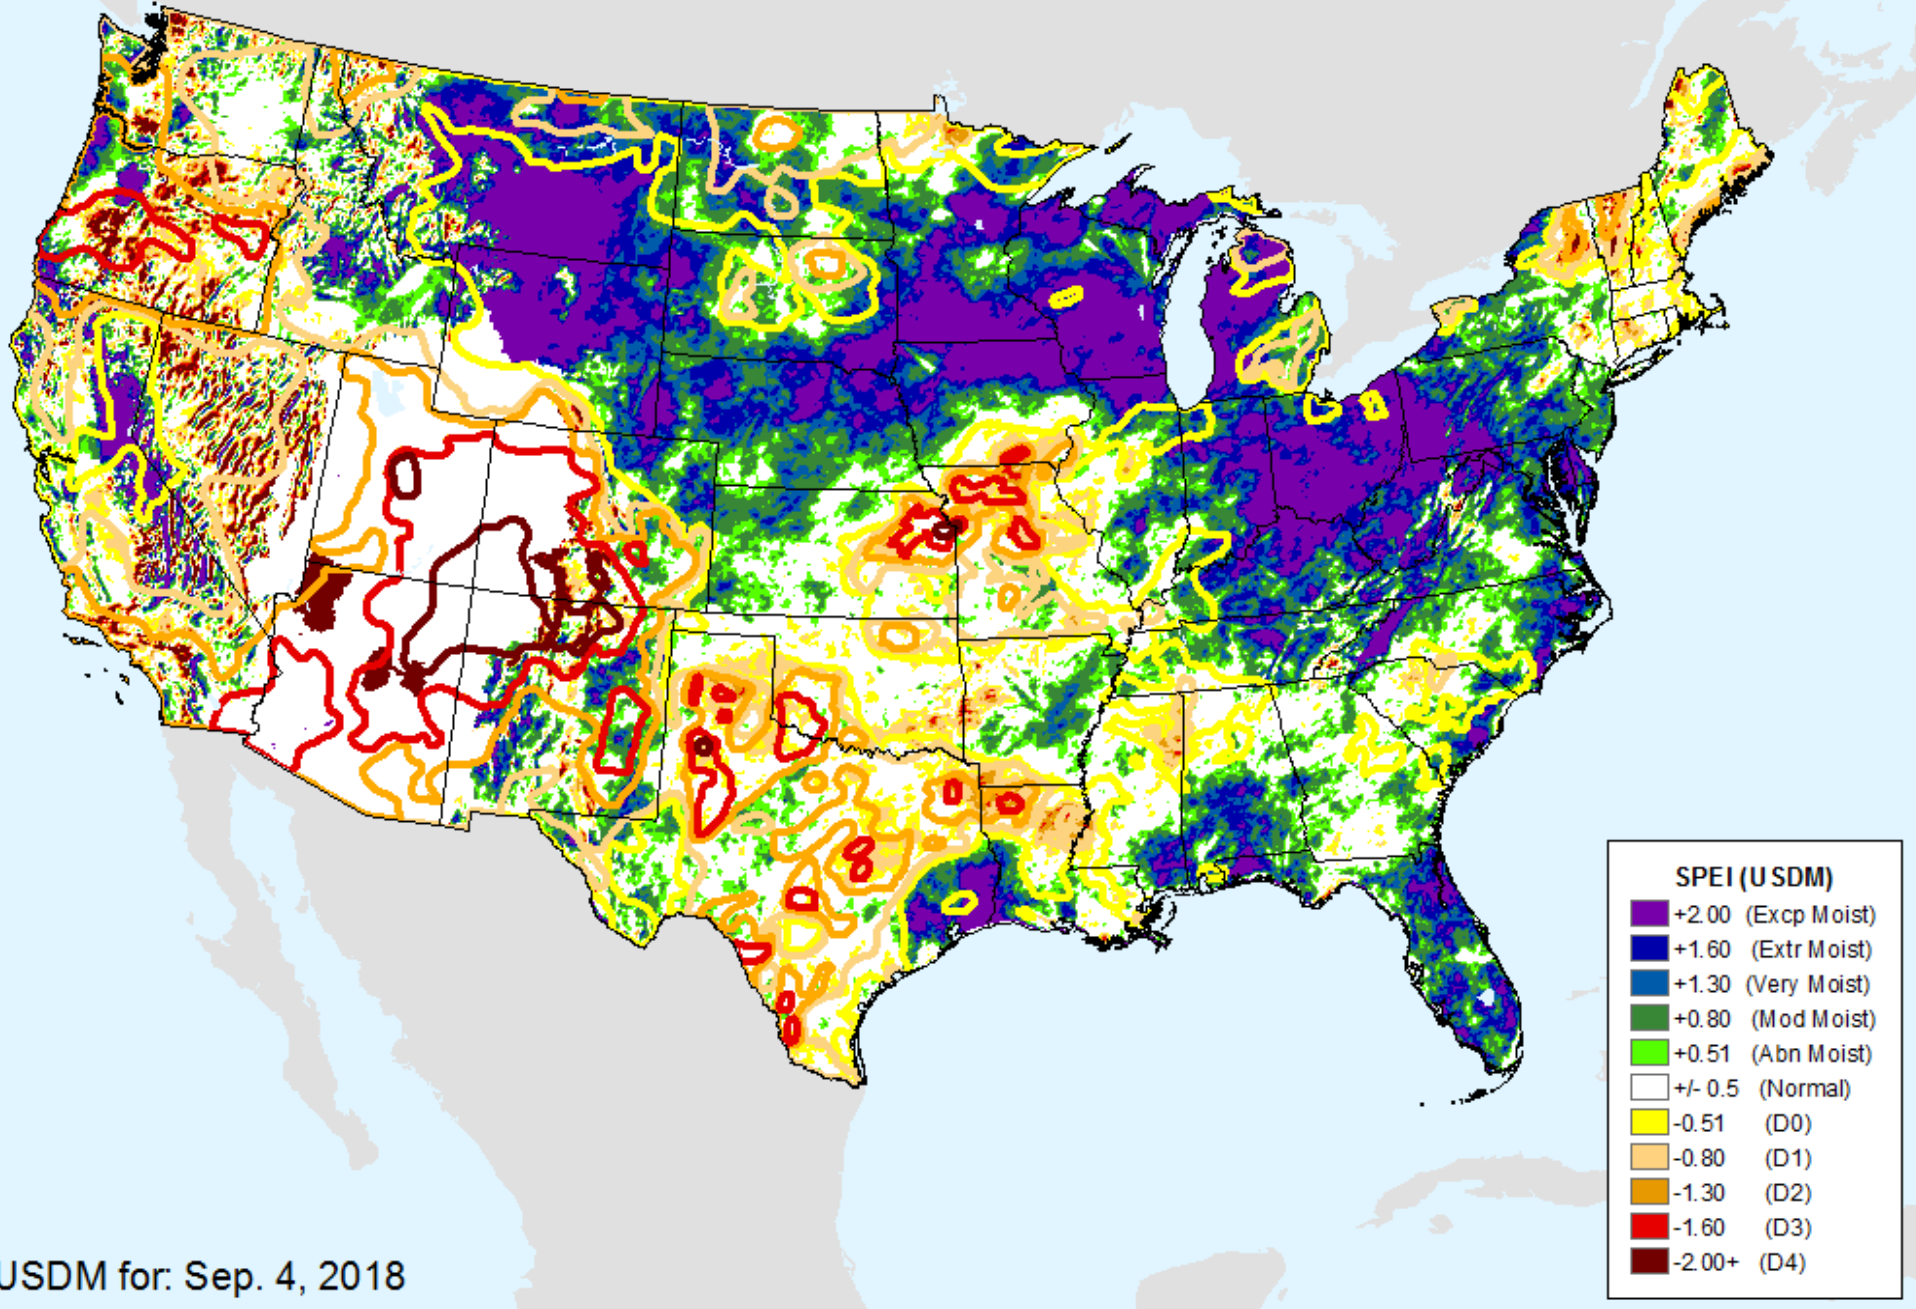 SPEI (USDM)
+2.00 (Excp Moist)
+1.60 (Extr Moist)
+1.30 (Very Moist)
+0.80 (Mod Moist)
+0.51 (Abn Moist)
+/- 0.5 (Normal)
-0.51 (D0)
-0.80 (D1)
-1.30 (D2)
-1.60 (D3)
-2.00+ (D4)
USDM for: Sep. 4, 2018